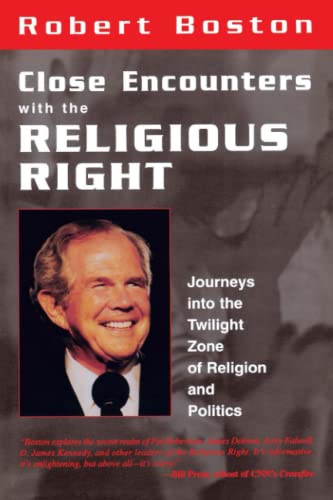 Robert Boston
Close Encounters
with the
RELIGIOUS
RIGHT
Journeys
into the
Twilight
Zone
of Religion
and
Politics
"Boston explores the secret realm of Pat Robertson, James Dobson, Jerry Falwell,
D. James Kennedy, and other leaders of the Religious Right. It's informative,
it's enlightening, but above all—it's
—Bill Press, cohost of CNN's Crossfire